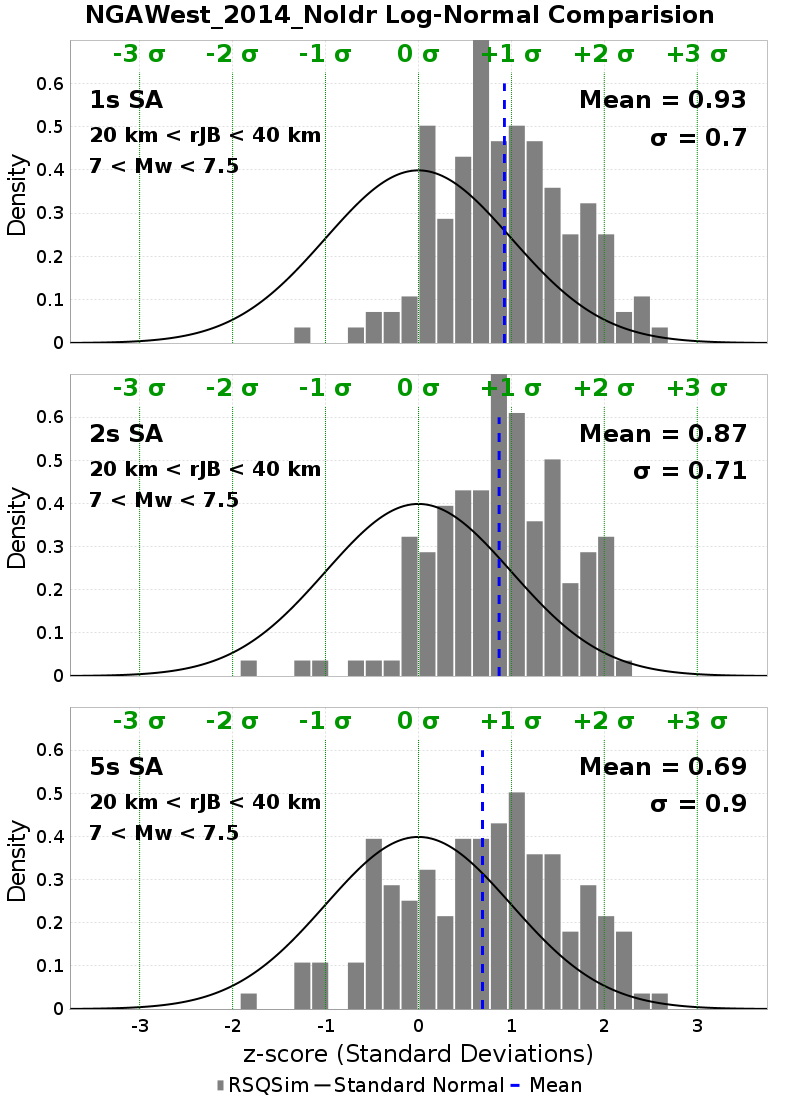 NGAWest_2014_NoIdr Log-Normal Comparision
-3 σ -2 σ -1 σ 0 σ +1 σ +2 σ +3 σ
1s SA
Mean = 0.93
20 km < rJB < 40 km
σ = 0.7
7 < Mw < 7.5
Density
0.6
0.5
0.4
0.3
0.2
0.1
0
-3 σ -2 σ -1 σ 0 σ +1 σ +2 σ +3 σ
2s SA
Mean = 0.87
20 km < rJB < 40 km
σ = 0.71
7 < Mw < 7.5
Density
0.6
0.5
0.4
0.3
0.2
0.1
0
-3 σ -2 σ -1 σ 0 σ +1 σ +2 σ +3 σ
5s SA
Mean = 0.69
20 km < rJB < 40 km
σ = 0.9
7 < Mw < 7.5
Density
0.6
0.5
0.4
0.3
0.2
0.1
0
-3 -2 -1 0 1 2 3
z-score (Standard Deviations)
RSQSim Standard Normal Mean